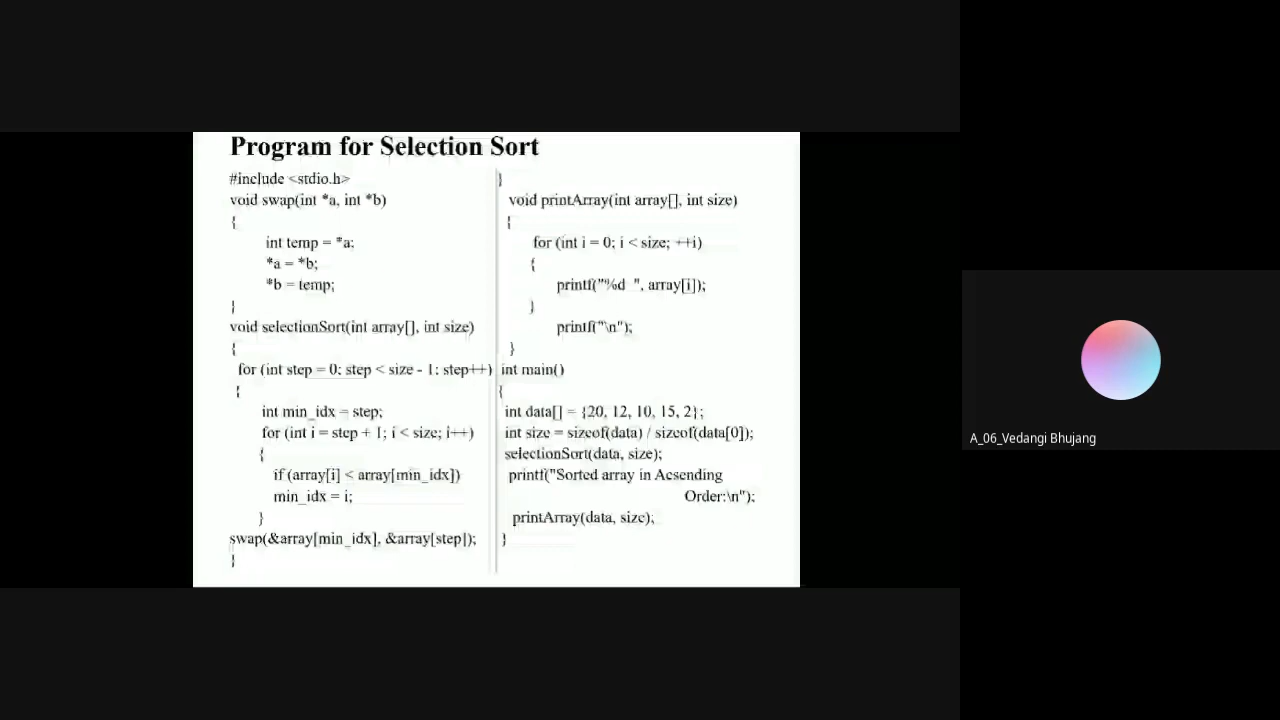 Program for Selection Sort
#include <stdio.h>
void swap(int *a, int *b)
{
int temp = *a;
*a = *b;
*b = temp;
}
void selectionSort(int array[], int size)
{
for (int step = 0; step < size - 1; step++)
{
int min_idx = step;
for (int i = step + 1; i < size; i++)
{
if (array[i] < array[min_idx])
min_idx = i;
}
swap(&array[min_idx], &array[step]);
}
}
void printArray(int array[], int size)
{
for (int i = 0; i < size; ++i)
{
printf("%d  ", array[i]);
}
printf("\n");
}
int main()
{
int data[] = {20, 12, 10, 15, 2};
int size = sizeof(data) / sizeof(data[0]);
selectionSort(data, size);
printf("Sorted array in Acsending
Order:\n");
printArray(data, size);
}
A_06_Vedangi Bhujang